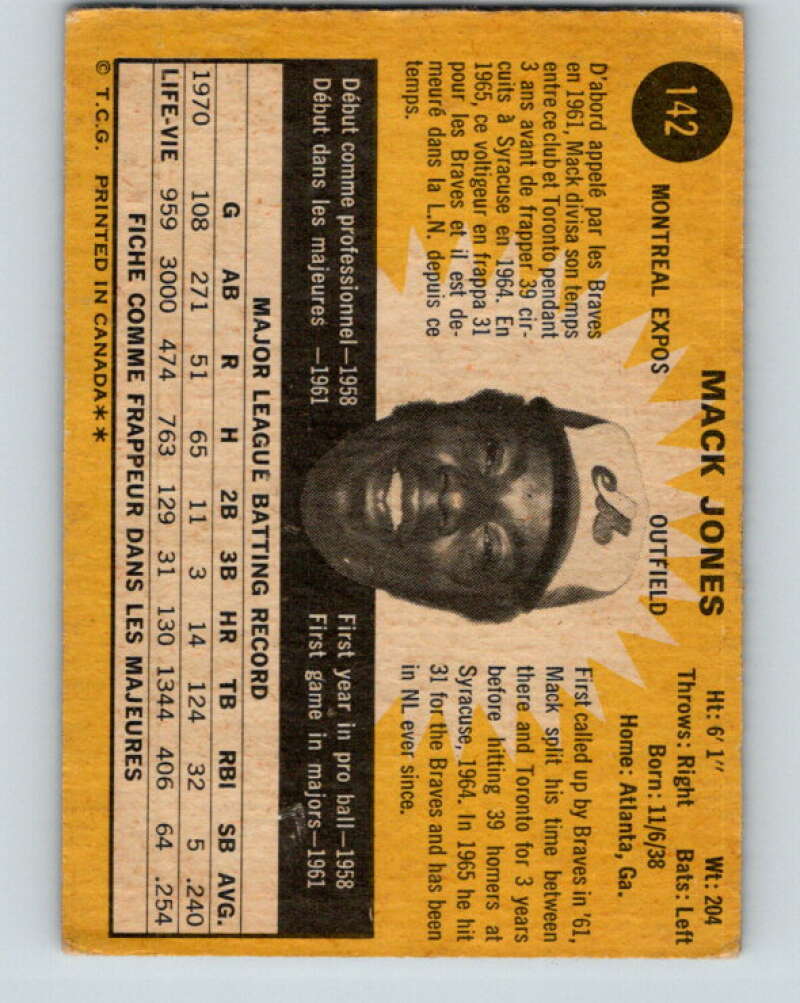 142
MACK JONES
MONTREAL EXPOS
OUTFIELD
Ht: 6'1" Wt: 204
Throws: Right Bats: Left
Born: 11/6/38
Home: Atlanta, Ga.
D'abord appelé par les Braves
en 1961, Mack divisa son temps
entre ce club et Toronto pendant
3 ans avant de frapper 39 cir-
cuits à Syracuse en 1964. En
1965, ce voltigeur en frappa 31
pour les Braves et il est de-
meuré dans la L.N. depuis ce
temps.
eb
First called up by Braves in '61,
Mack split his time between
there and Toronto for 3 years
before hitting 39 homers at
Syracuse, 1964. In 1965 he hit
31 for the Braves and has been
in NL ever since.
Début comme professionnel—1958
Début dans les majeures —1961
First year in pro ball—1958
First game in majors—1961
MAJOR LEAGUE BATTING RECORD
G AB R H 2B 3B HR TB RBI SB AVG.
1970 108 271 51 65 11 3 14 124 32 5 .240
LIFE-VIE 959 3000 474 763 129 31 130 1344 406 64 .254
FICHE COMME FRAPPEUR DANS LES MAJEURES
© T.C.G. PRINTED IN CANADA**